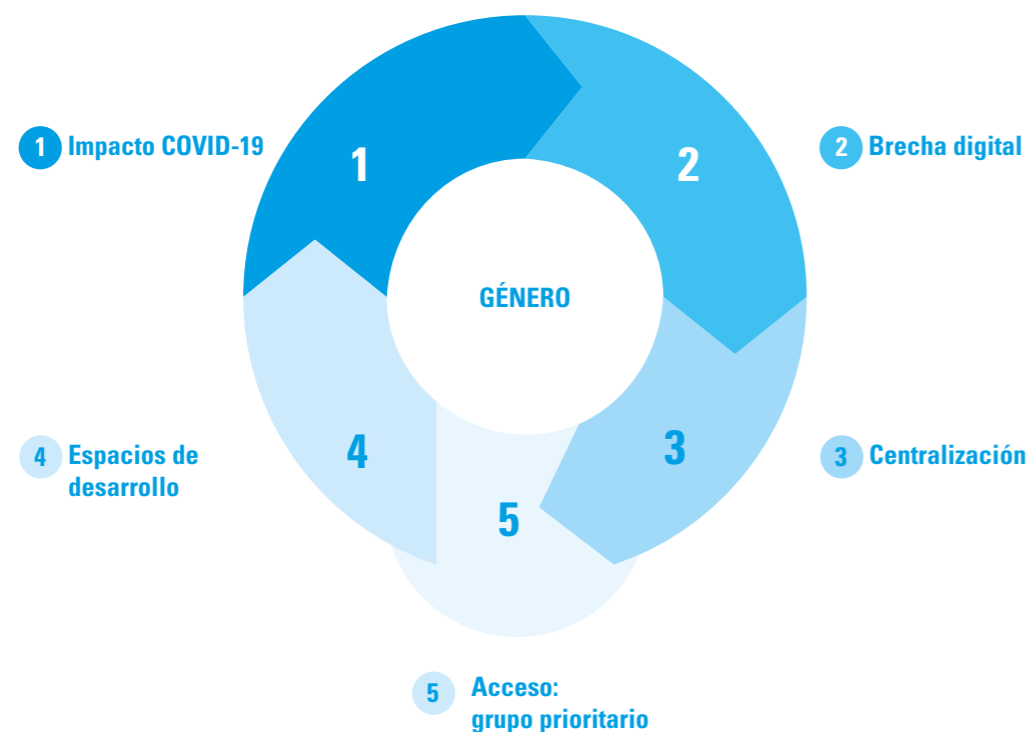 1 Impacto COVID-19
1
2
2 Brecha digital
GÉNERO
4 Espacios de
desarrollo
4
3
3 Centralización
5
5 Acceso:
grupo prioritario